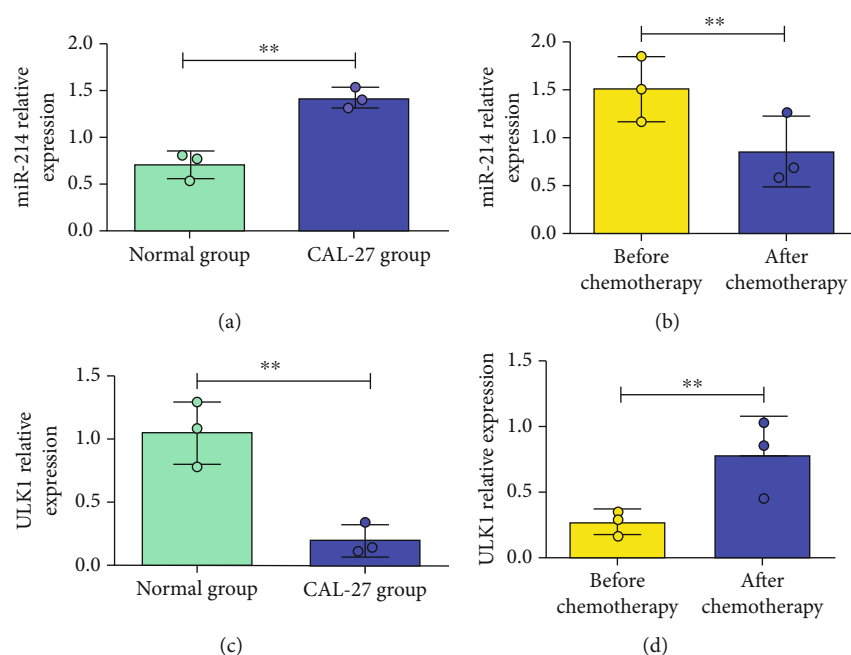 2.0
**
1.5
1.0
0.5
0.0
miR-214 relative
expression
Normal group
CAL-27 group
(a)
2.0
**
1.5
1.0
0.5
0.0
miR-214 relative
expression
Before
chemotherapy
After
chemotherapy
(b)
1.5
**
1.0
0.5
0.0
ULK1 relative
expression
Normal group
CAL-27 group
(c)
1.5
**
1.0
0.5
0.0
ULK1 relative expression
Before
chemotherapy
After
chemotherapy
(d)